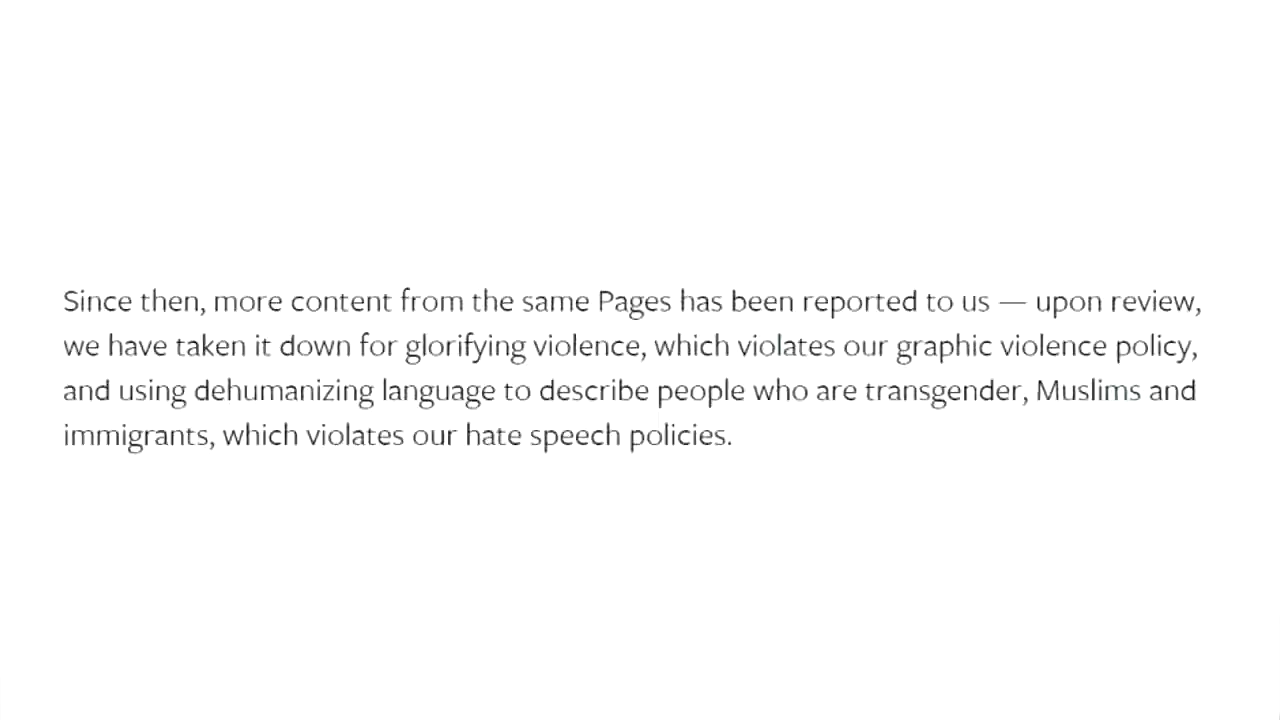 Since then, more content from the same Pages has been reported to us — upon review,
we have taken it down for glorifying violence, which violates our graphic violence policy,
and using dehumanizing language to describe people who are transgender, Muslims and
immigrants, which violates our hate speech policies.